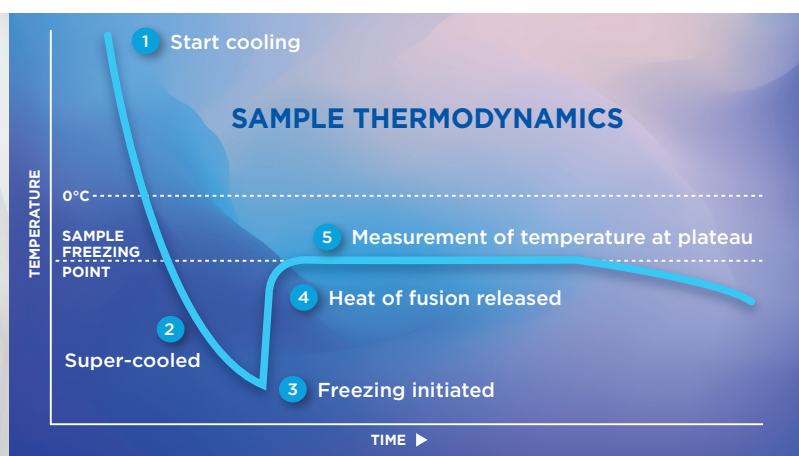 1 Start cooling
SAMPLE THERMODYNAMICS
TEMPERATURE
0°C
SAMPLE
FREEZING
POINT
5 Measurement of temperature at plateau
4 Heat of fusion released
2
Super-cooled
3 Freezing initiated
TIME ▶